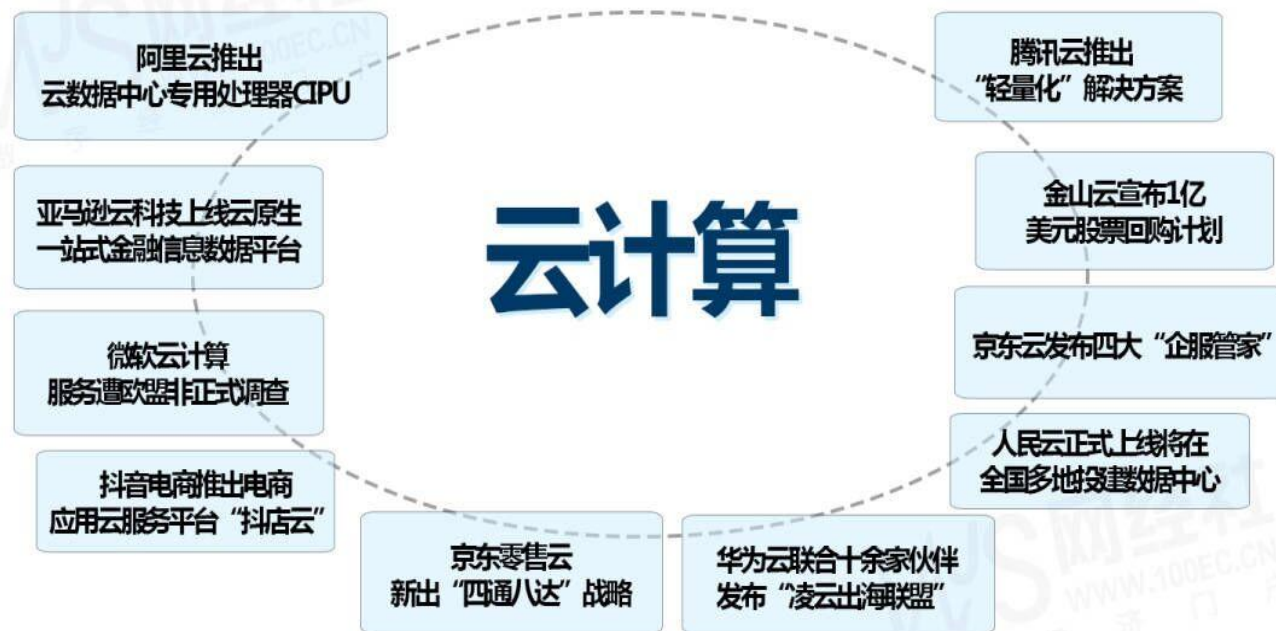 阿里云推出
云数据中心专用处理器CIPU
腾讯云推出
“轻量化”解决方案
亚马逊云科技上线云原生
一站式金融信息数据平台
金山云宣布1亿
美元股票回购计划
云计算
微软云计算
服务遭欧盟非正式调查
京东云发布四大“企服管家”
抖音电商推出电商
应用云服务平台“抖店云”
人民云正式上线将在
全国多地投建数据中心
京东零售云
新出“四通八达”战略
华为云联合十余家伙伴
发布“凌云出海联盟”
网经社
WWW.100EC.CN